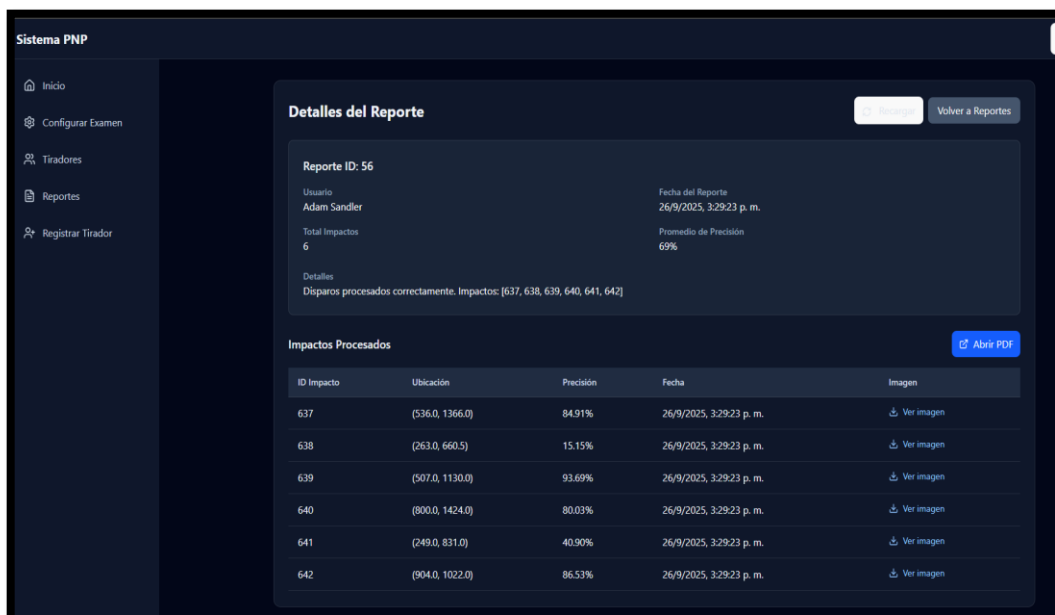 Sistema PNP
Inicio
Configurar Examen
Tiradores
Reportes
Registrar Tirador
Detalles del Reporte
Recargar
Volver a Reportes
Reporte ID: 56
Usuario
Adam Sandler
Fecha del Reporte
26/9/2025, 3:29:23 p. m.
Total Impactos
6
Promedio de Precisión
69%
Detalles
Disparos procesados correctamente. Impactos: [637, 638, 639, 640, 641, 642]
Impactos Procesados
Abrir PDF
ID Impacto Ubicación Precisión Fecha Imagen
637 (536.0, 1366.0) 84.91% 26/9/2025, 3:29:23 p. m. Ver imagen
638 (263.0, 660.5) 15.15% 26/9/2025, 3:29:23 p. m. Ver imagen
639 (507.0, 1130.0) 93.69% 26/9/2025, 3:29:23 p. m. Ver imagen
640 (800.0, 1424.0) 80.03% 26/9/2025, 3:29:23 p. m. Ver imagen
641 (249.0, 831.0) 40.90% 26/9/2025, 3:29:23 p. m. Ver imagen
642 (904.0, 1022.0) 86.53% 26/9/2025, 3:29:23 p. m. Ver imagen